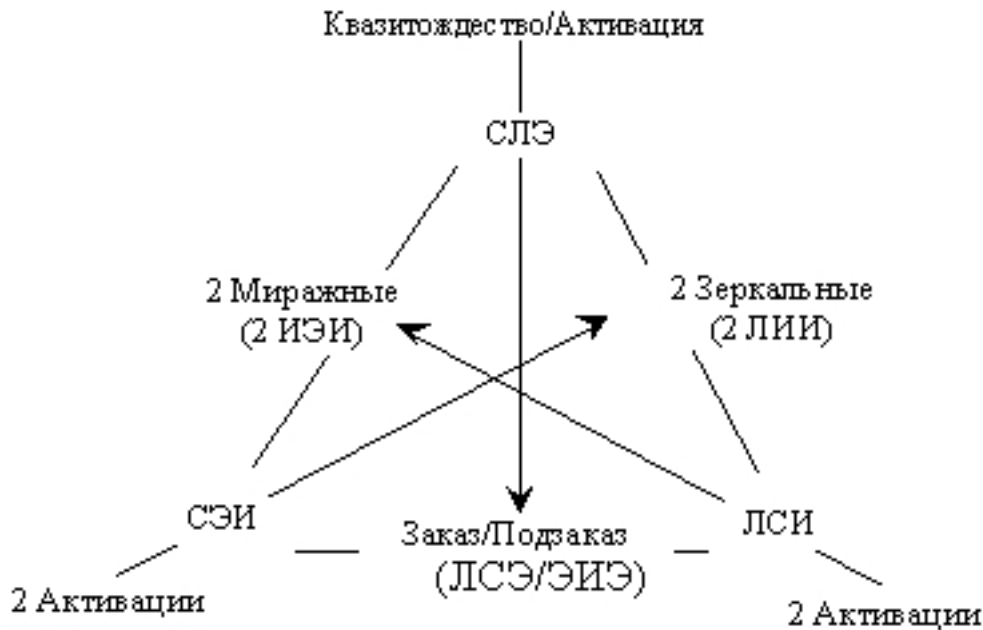 Квазитождество/Активация
СЛЭ
2 Миражные
(2 ИЭИ)
2 Зеркальные
(2 ЛИИ)
СЭИ
Заказ/Подзаказ
(ЛСЭ/ЭИЭ)
ЛСИ
2 Активации
2 Активации